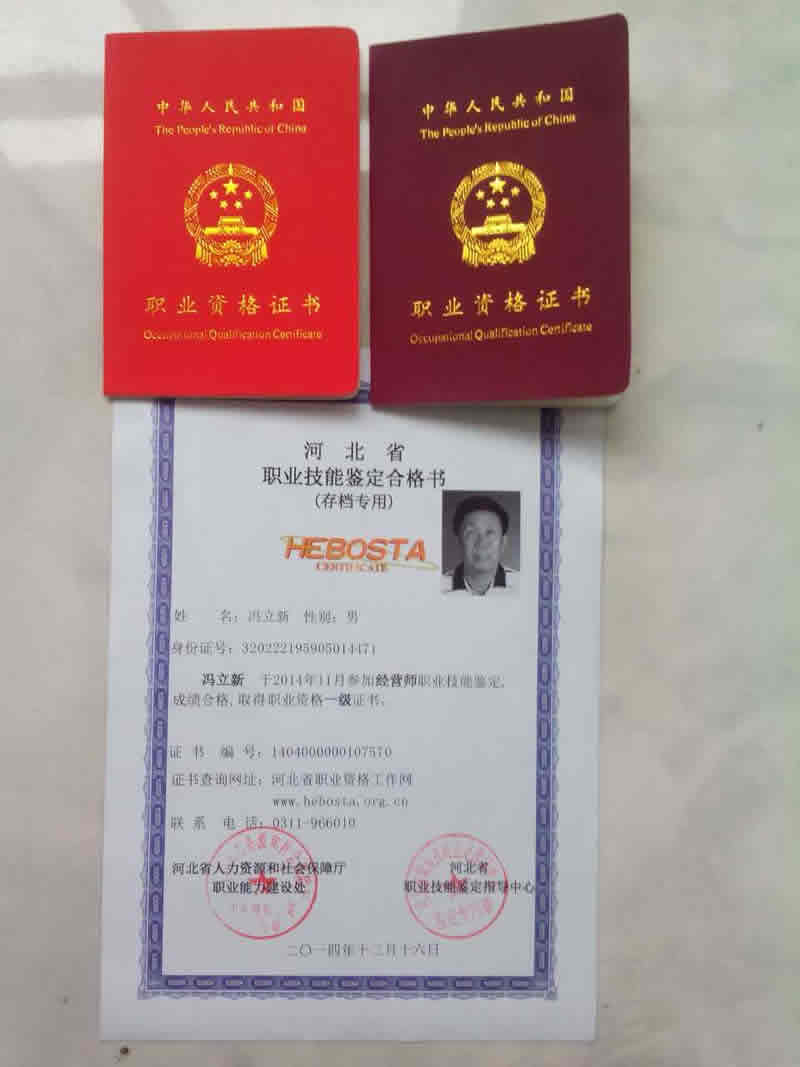 中华人民共和国
The People's Republic of China
职业资格证书
Occupational Qualification Certificate
中华人民共和国
The People's Republic of China
职业资格证书
Occupational Qualification Certificate
河北省
职业技能鉴定合格书
(存档专用)
HEBOSTA
CERTIFICATE
姓 名：冯立新 性别：男
身份证号：320222195905014471
冯立新 于2014年11月参加经营师职业技能鉴定，
成绩合格，取得职业资格一级证书。
证书编号：1404000000107570
证书查询网址：河北省职业资格工作网
www.hebosta.org.cn
联系电话：0311-966010
河北省人力资源和社会保障厅
职业能力建设处
河北省
职业技能鉴定指导中心
二〇一四年十二月十六日